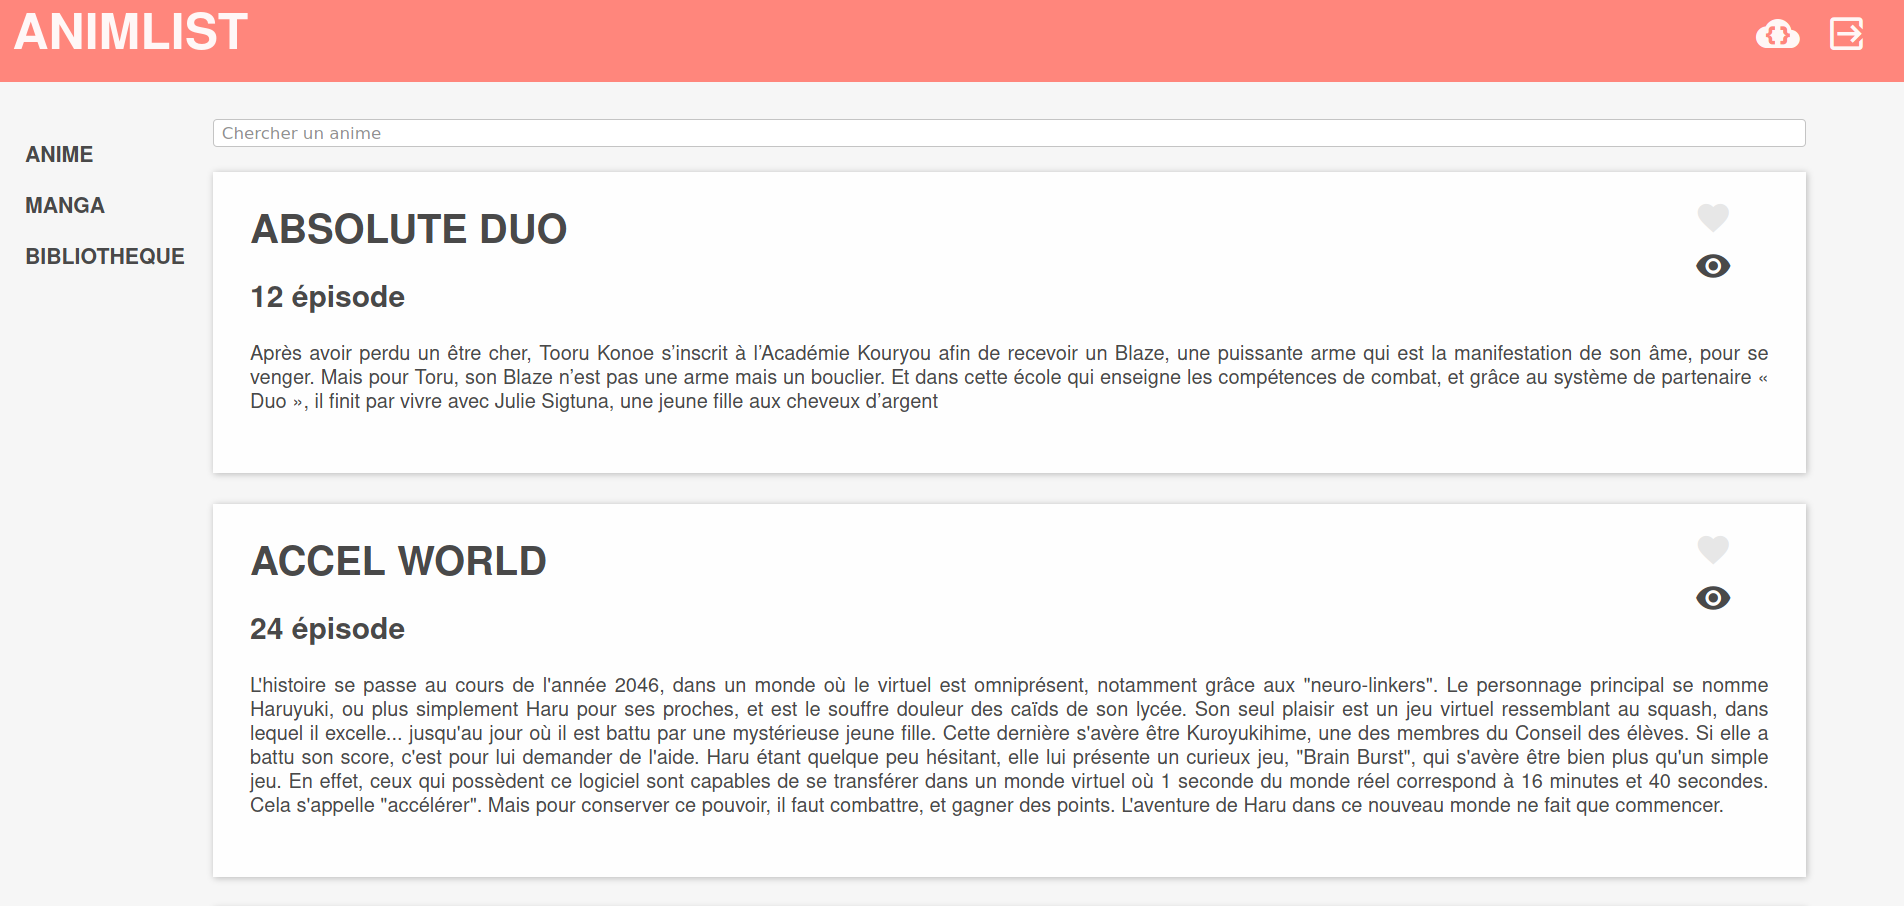 ANIMLIST
ANIME
MANGA
BIBLIOTHEQUE
Chercher un anime
ABSOLUTE DUO
12 épisode
Après avoir perdu un être cher, Tooru Konoe s’inscrit à l’Académie Kouryou afin de recevoir un Blaze, une puissante arme qui est la manifestation de son âme, pour se
venger. Mais pour Toru, son Blaze n’est pas une arme mais un bouclier. Et dans cette école qui enseigne les compétences de combat, et grâce au système de partenaire «
Duo », il finit par vivre avec Julie Sigtuna, une jeune fille aux cheveux d’argent
ACCEL WORLD
24 épisode
L'histoire se passe au cours de l'année 2046, dans un monde où le virtuel est omniprésent, notamment grâce aux "neuro-linkers". Le personnage principal se nomme
Haruyuki, ou plus simplement Haru pour ses proches, et est le souffre douleur des caïds de son lycée. Son seul plaisir est un jeu virtuel ressemblant au squash, dans
lequel il excelle... jusqu'au jour où il est battu par une mystérieuse jeune fille. Cette dernière s'avère être Kuroyukihime, une des membres du Conseil des élèves. Si elle a
battu son score, c'est pour lui demander de l'aide. Haru étant quelque peu hésitant, elle lui présente un curieux jeu, "Brain Burst", qui s'avère être bien plus qu'un simple
jeu. En effet, ceux qui possèdent ce logiciel sont capables de se transférer dans un monde virtuel où 1 seconde du monde réel correspond à 16 minutes et 40 secondes.
Cela s'appelle "accélérer". Mais pour conserver ce pouvoir, il faut combattre, et gagner des points. L'aventure de Haru dans ce nouveau monde ne fait que commencer.